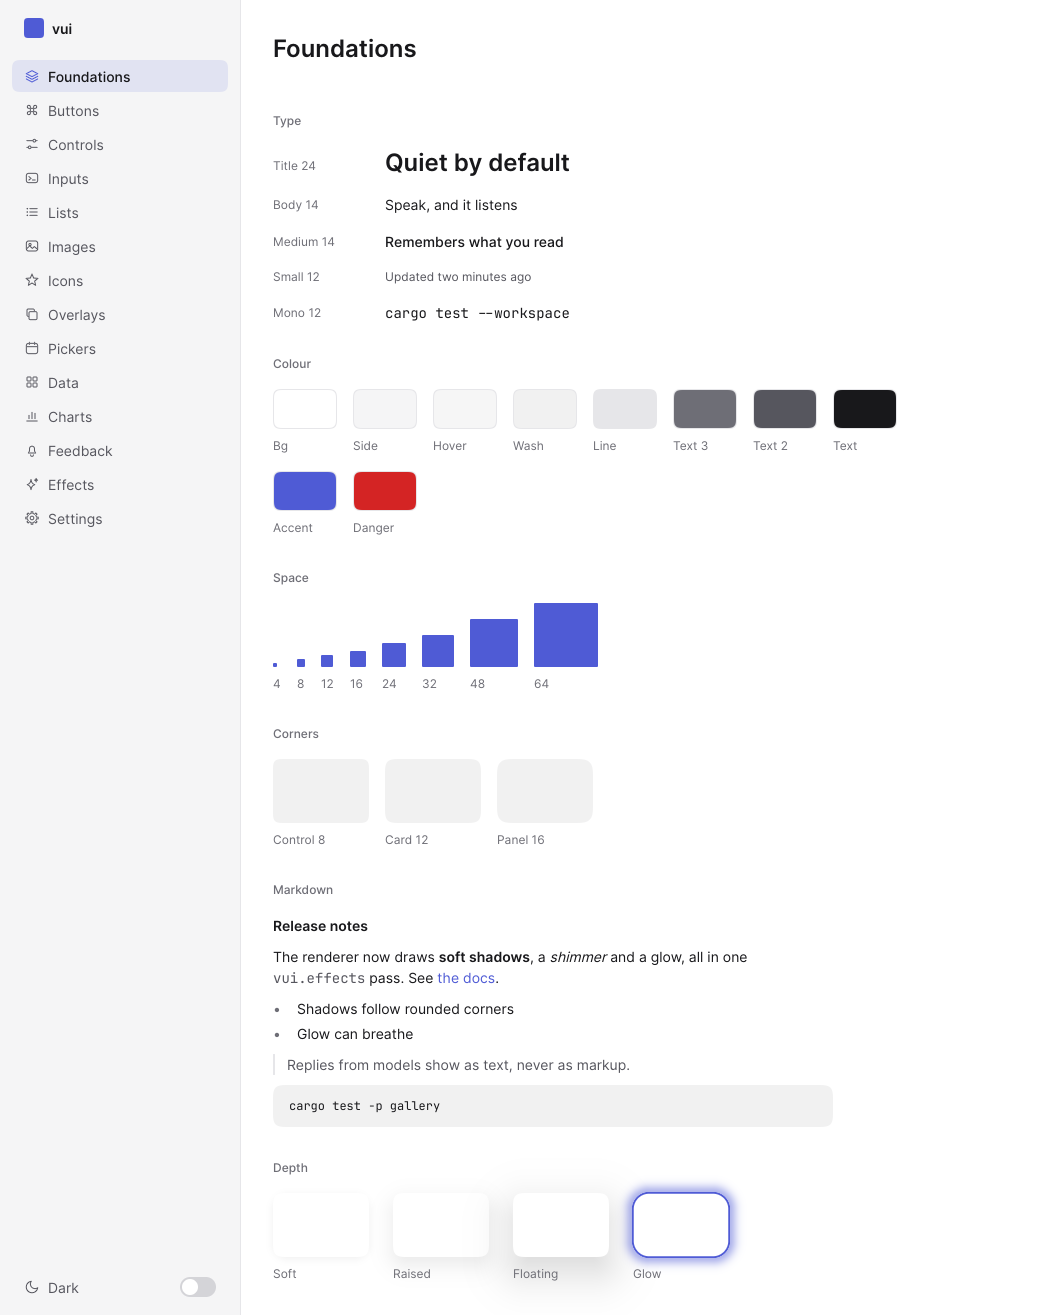 vui
Foundations
Buttons
Controls
Inputs
Lists
Images
Icons
Overlays
Pickers
Data
Charts
Feedback
Effects
Settings
Dark
Foundations
Type
Title 24 Quiet by default
Body 14 Speak, and it listens
Medium 14 Remembers what you read
Small 12 Updated two minutes ago
Mono 12 cargo test --workspace
Colour
Bg Side Hover Wash Line Text 3 Text 2 Text
Accent Danger
Space
4 8 12 16 24 32 48 64
Corners
Control 8 Card 12 Panel 16
Markdown
Release notes
The renderer now draws soft shadows, a shimmer and a glow, all in one
vui.effects pass. See the docs.
• Shadows follow rounded corners
• Glow can breathe
Replies from models show as text, never as markup.
cargo test -p gallery
Depth
Soft Raised Floating Glow